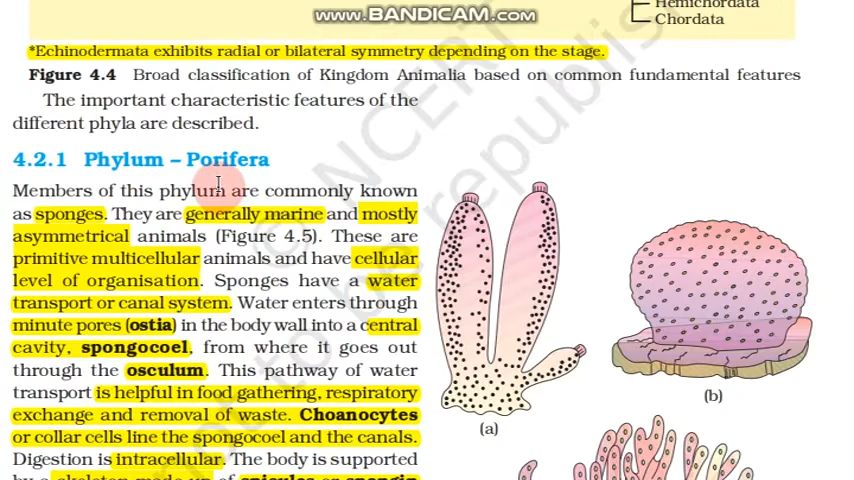 www.BANDICAM.com
Hemichordata
Chordata
*Echinodermata exhibits radial or bilateral symmetry depending on the stage.
Figure 4.4 Broad classification of Kingdom Animalia based on common fundamental features
The important characteristic features of the
different phyla are described.
4.2.1 Phylum – Porifera
Members of this phylum are commonly known
as sponges. They are generally marine and mostly
asymmetrical animals (Figure 4.5). These are
primitive multicellular animals and have cellular
level of organisation. Sponges have a water
transport or canal system. Water enters through
minute pores (ostia) in the body wall into a central
cavity, spongocoel, from where it goes out
through the osculum. This pathway of water
transport is helpful in food gathering, respiratory
exchange and removal of waste. Choanocytes
or collar cells line the spongocoel and the canals.
Digestion is intracellular. The body is supported
by a skeleton made up of spicules or spongin
(a)
(b)
© NCERT
not to be republish